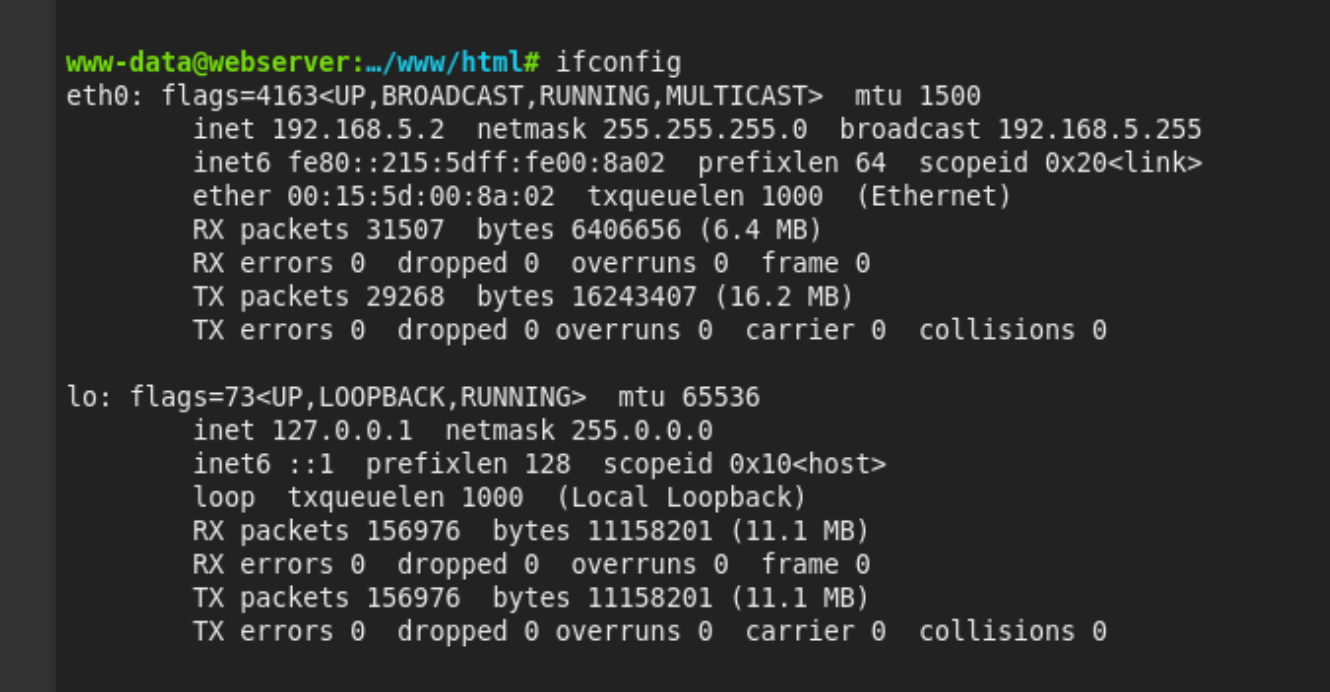 www-data@webserver:…/www/html# ifconfig
eth0: flags=4163<UP,BROADCAST,RUNNING,MULTICAST>  mtu 1500
        inet 192.168.5.2  netmask 255.255.255.0  broadcast 192.168.5.255
        inet6 fe80::215:5dff:fe00:8a02  prefixlen 64  scopeid 0x20<link>
        ether 00:15:5d:00:8a:02  txqueuelen 1000  (Ethernet)
        RX packets 31507  bytes 6406656 (6.4 MB)
        RX errors 0  dropped 0  overruns 0  frame 0
        TX packets 29268  bytes 16243407 (16.2 MB)
        TX errors 0  dropped 0 overruns 0  carrier 0  collisions 0

lo: flags=73<UP,LOOPBACK,RUNNING>  mtu 65536
        inet 127.0.0.1  netmask 255.0.0.0
        inet6 ::1  prefixlen 128  scopeid 0x10<host>
        loop  txqueuelen 1000  (Local Loopback)
        RX packets 156976  bytes 11158201 (11.1 MB)
        RX errors 0  dropped 0  overruns 0  frame 0
        TX packets 156976  bytes 11158201 (11.1 MB)
        TX errors 0  dropped 0 overruns 0  carrier 0  collisions 0